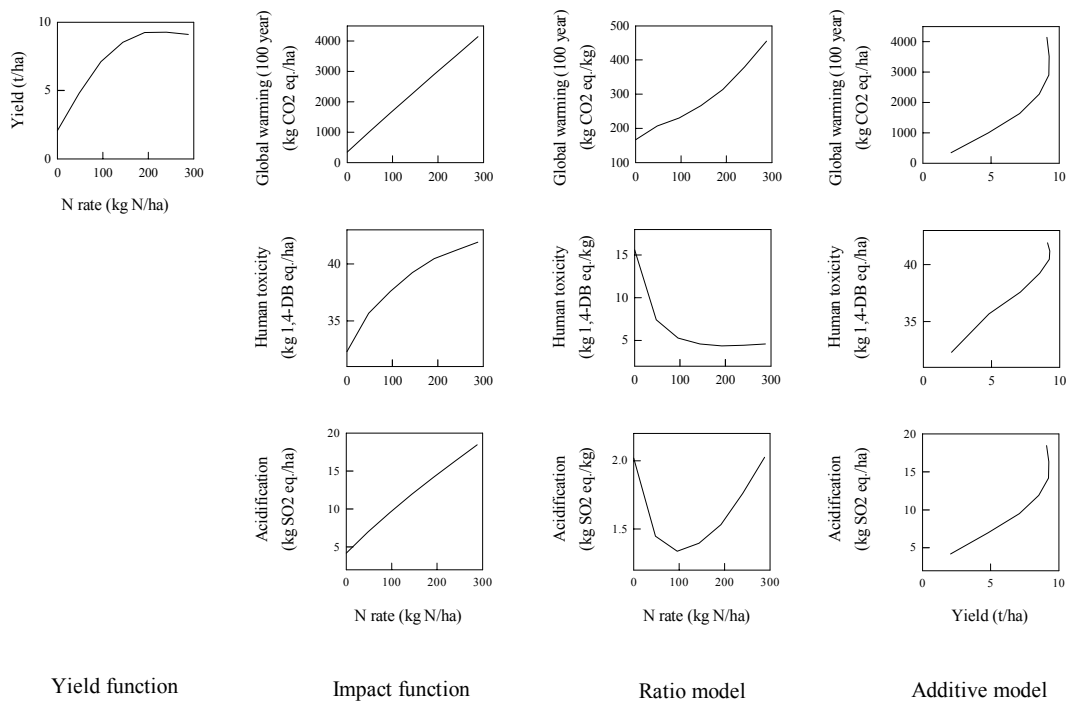 Yield (t/ha)
10
5
0
0 100 200 300
N rate (kg N/ha)
Global warming (100 year)
(kg CO2 eq./ha)
4000
3000
2000
1000
0
0 100 200 300
Global warming (100 year)
(kg CO2 eq./kg)
500
400
300
200
100
0 100 200 300
Global warming (100 year)
(kg CO2 eq./ha)
4000
3000
2000
1000
0
0 5 10
Human toxicity
(kg 1,4-DB eq./ha)
40
35
0 100 200 300
Human toxicity
(kg 1,4-DB eq./kg)
15
10
5
0 100 200 300
Human toxicity
(kg 1,4-DB eq./ha)
40
35
0 5 10
Acidification
(kg SO2 eq./ha)
20
15
10
5
0 100 200 300
N rate (kg N/ha)
Acidification
(kg SO2 eq./kg)
2.0
1.5
0 100 200 300
N rate (kg N/ha)
Acidification
(kg SO2 eq./ha)
20
15
10
5
0 5 10
Yield (t/ha)
Yield function
Impact function
Ratio model
Additive model